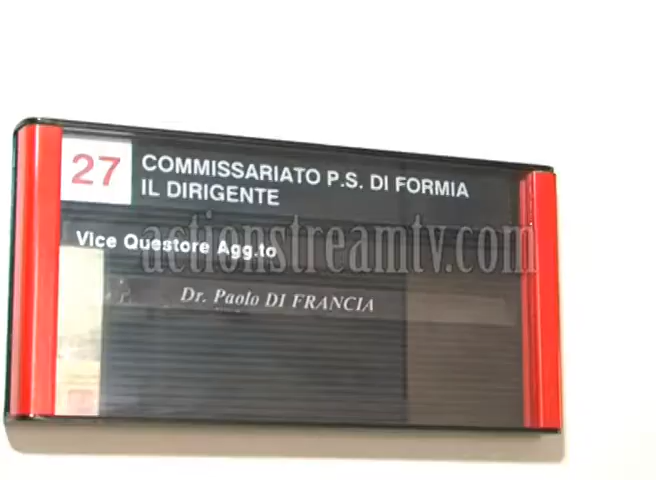 27
COMMISSARIATO P.S. DI FORMIA
IL DIRIGENTE
Vice Questore Agg.to
actionstreamtv.com
Dr. Paolo DI FRANCIA